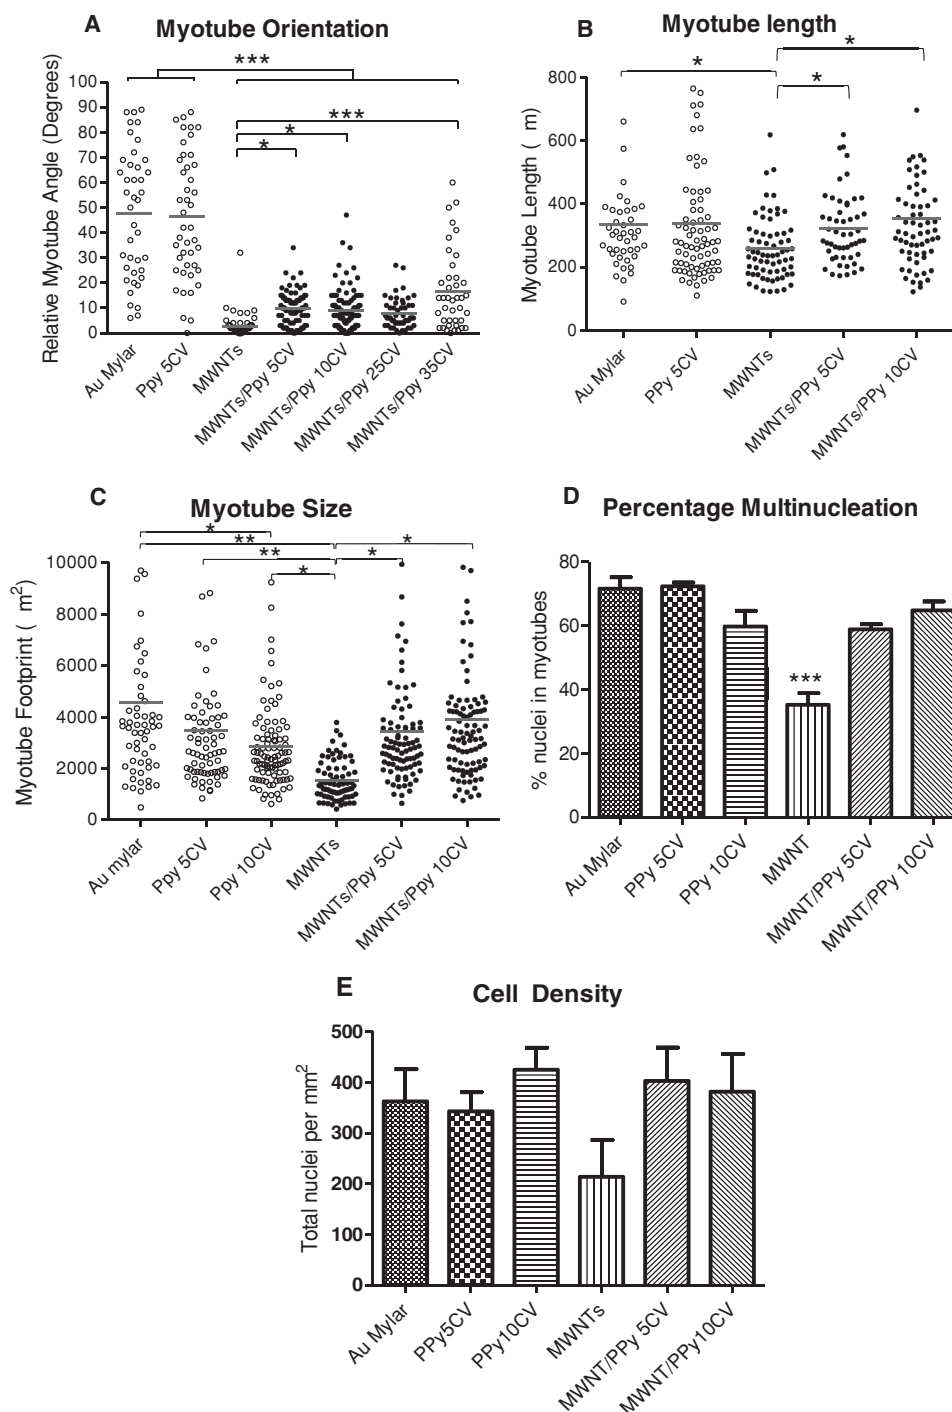 A
Myotube Orientation
Relative Myotube Angle (Degrees)
100
90
80
70
60
50
40
30
20
10
0
***
***
*
*
Au Mylar
Ppy 5CV
MWNTs
MWNTs/Ppy 5CV
MWNTs/Ppy 10CV
MWNTs/Ppy 25CV
MWNTs/Ppy 35CV
B
Myotube length
Myotube Length ( m)
800
600
400
200
0
*
*
*
Au Mylar
PPy 5CV
MWNTs
MWNTs/PPy 5CV
MWNTs/PPy 10CV
C
Myotube Size
Myotube Footprint ( m2)
10000
8000
6000
4000
2000
0
*
**
*
**
*
*
Au mylar
Ppy 5CV
Ppy 10CV
MWNTs
MWNTs/Ppy 5CV
MWNTs/Ppy 10CV
D
Percentage Multinucleation
% nuclei in myotubes
80
60
40
20
0
***
Au Mylar
PPy 5CV
PPy 10CV
MWNT
MWNT/PPy 5CV
MWNT/PPy 10CV
E
Cell Density
Total nuclei per mm2
500
400
300
200
100
0
Au Mylar
PPy5CV
PPy10CV
MWNTs
MWNT/PPy 5CV
MWNT/PPy10CV